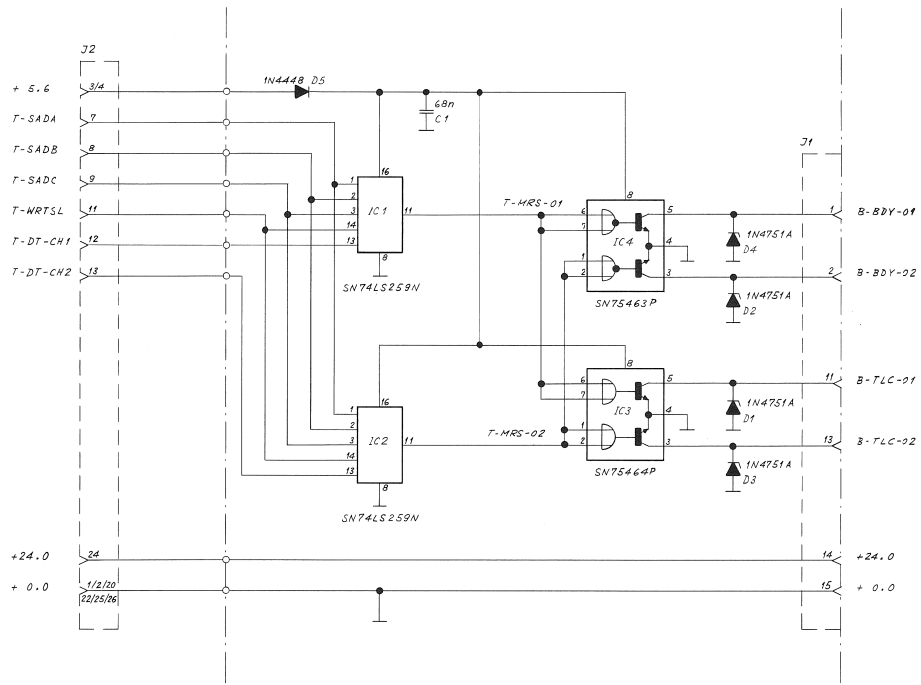 J2
+ 5.6
3/4
1N4448 D5
68n
C1
T-SADA
7
T-SADB
8
T-SADC
9
T-WRTSL
11
T-DT-CH1
12
T-DT-CH2
13
16
1
2
3
14
13
IC1
11
8
SN74LS259N
T-MRS-01
8
6
7
1
2
IC4
5
4
3
SN75463P
J1
1
B-BDY-01
1N4751A
D4
2
B-BDY-02
1N4751A
D2
16
1
2
3
14
13
IC2
11
8
SN74LS259N
T-MRS-02
8
6
7
1
2
IC3
5
4
3
SN75464P
11
B-TLC-01
1N4751A
D1
13
B-TLC-02
1N4751A
D3
+24.0
24
14
+24.0
+ 0.0
1/2/20
22/25/26
15
+ 0.0